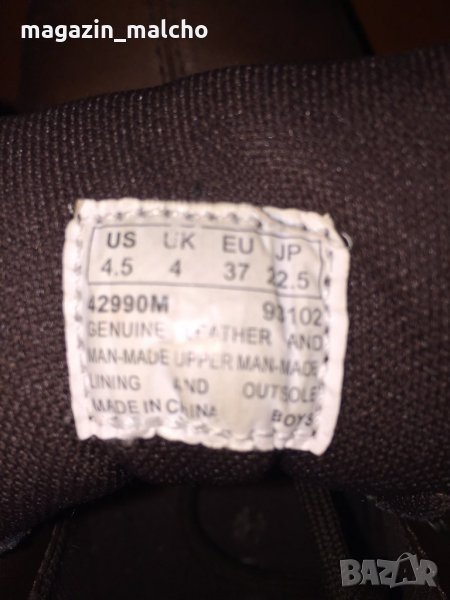 magazin_malcho
US UK EU JP
4.5 4 37 22.5
42990M 93102
GENUINE LEATHER AND
MAN-MADE UPPER MAN-MADE
LINING AND OUTSOLE
MADE IN CHINA BOYS
BAZAR